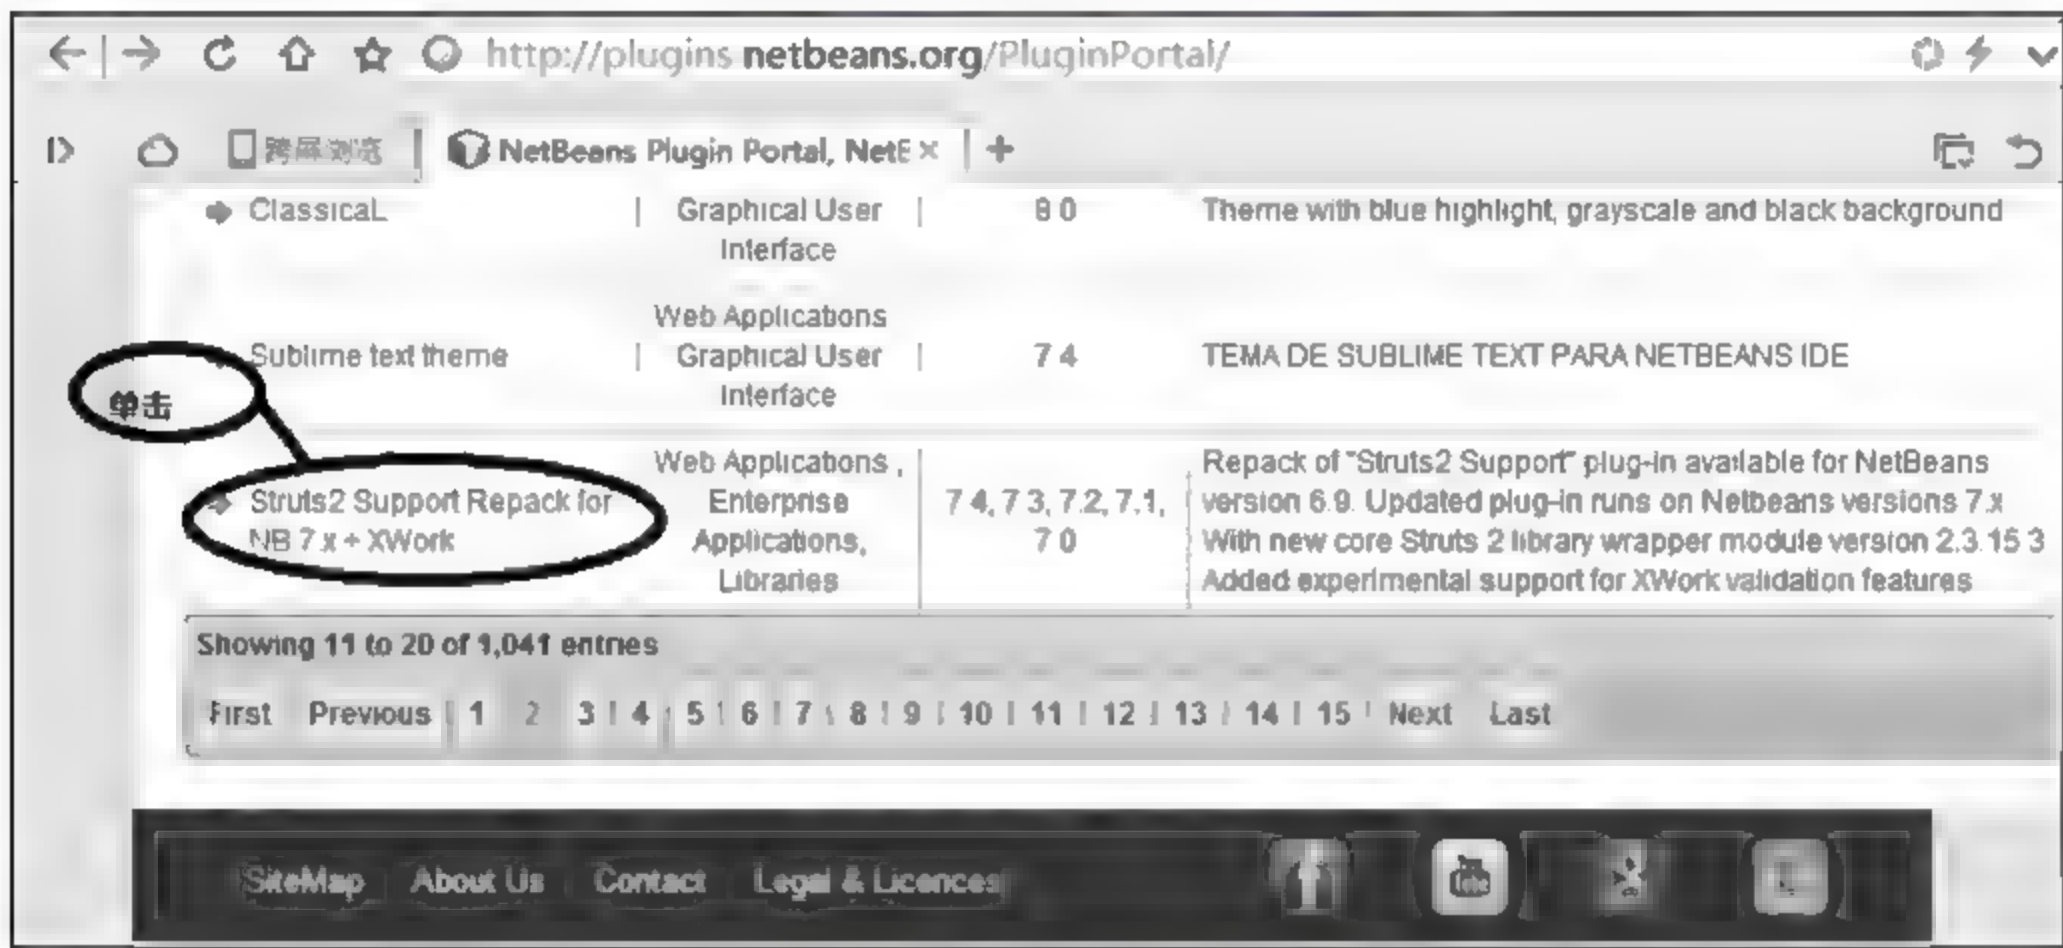 http://plugins.netbeans.org/PluginPortal/
跨屏浏览
NetBeans Plugin Portal, NetE
ClassicaL | Graphical User | 8 0 Theme with blue highlight, grayscale and black background
Interface
Web Applications
Sublime text theme | Graphical User | 7 4 TEMA DE SUBLIME TEXT PARA NETBEANS IDE
Interface
单击
Web Applications , Repack of "Struts2 Support" plug-in available for NetBeans
Struts2 Support Repack for Enterprise 7 4, 7 3, 7.2, 7.1, version 6.9. Updated plug-in runs on Netbeans versions 7.x
NB 7 x + XWork Applications, 7 0 With new core Struts 2 library wrapper module version 2.3.15 3
Libraries Added experimental support for XWork validation features
Showing 11 to 20 of 1,041 entries
First Previous | 1 2 3 | 4 | 5 | 6 | 7 | 8 | 9 | 10 | 11 | 12 | 13 | 14 | 15 | Next Last
SiteMap About Us Contact Legal & Licences